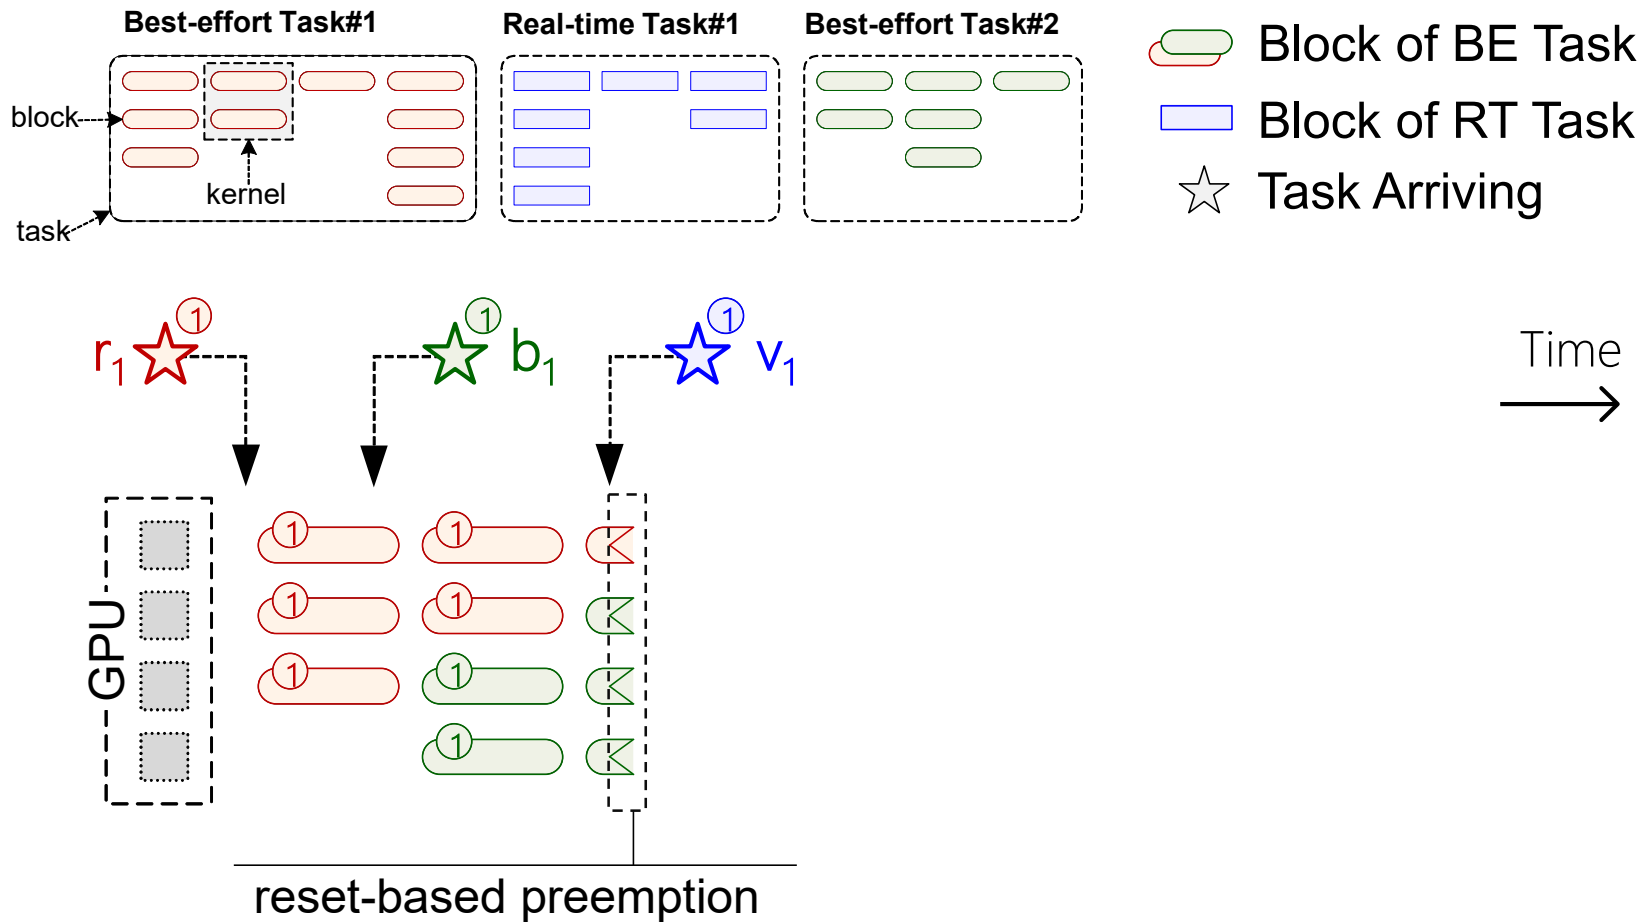 Best-effort Task#1
Real-time Task#1
Best-effort Task#2
block
kernel
task
Block of BE Task
Block of RT Task
Task Arriving
r1 1
1 b1
1 v1
Time
GPU
1 1
1 1
1 1
1
reset-based preemption